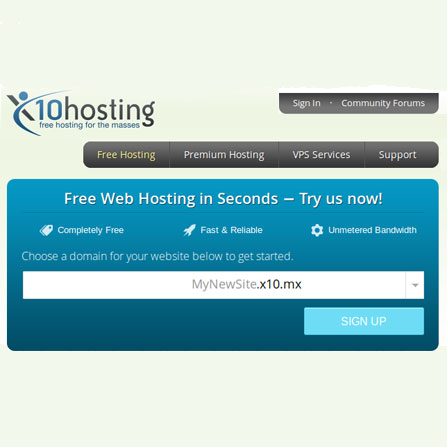 x10hosting
free hosting for the masses
Sign In · Community Forums
Free Hosting Premium Hosting VPS Services Support
Free Web Hosting in Seconds – Try us now!
Completely Free Fast & Reliable Unmetered Bandwidth
Choose a domain for your website below to get started.
MyNewSite.x10.mx
SIGN UP